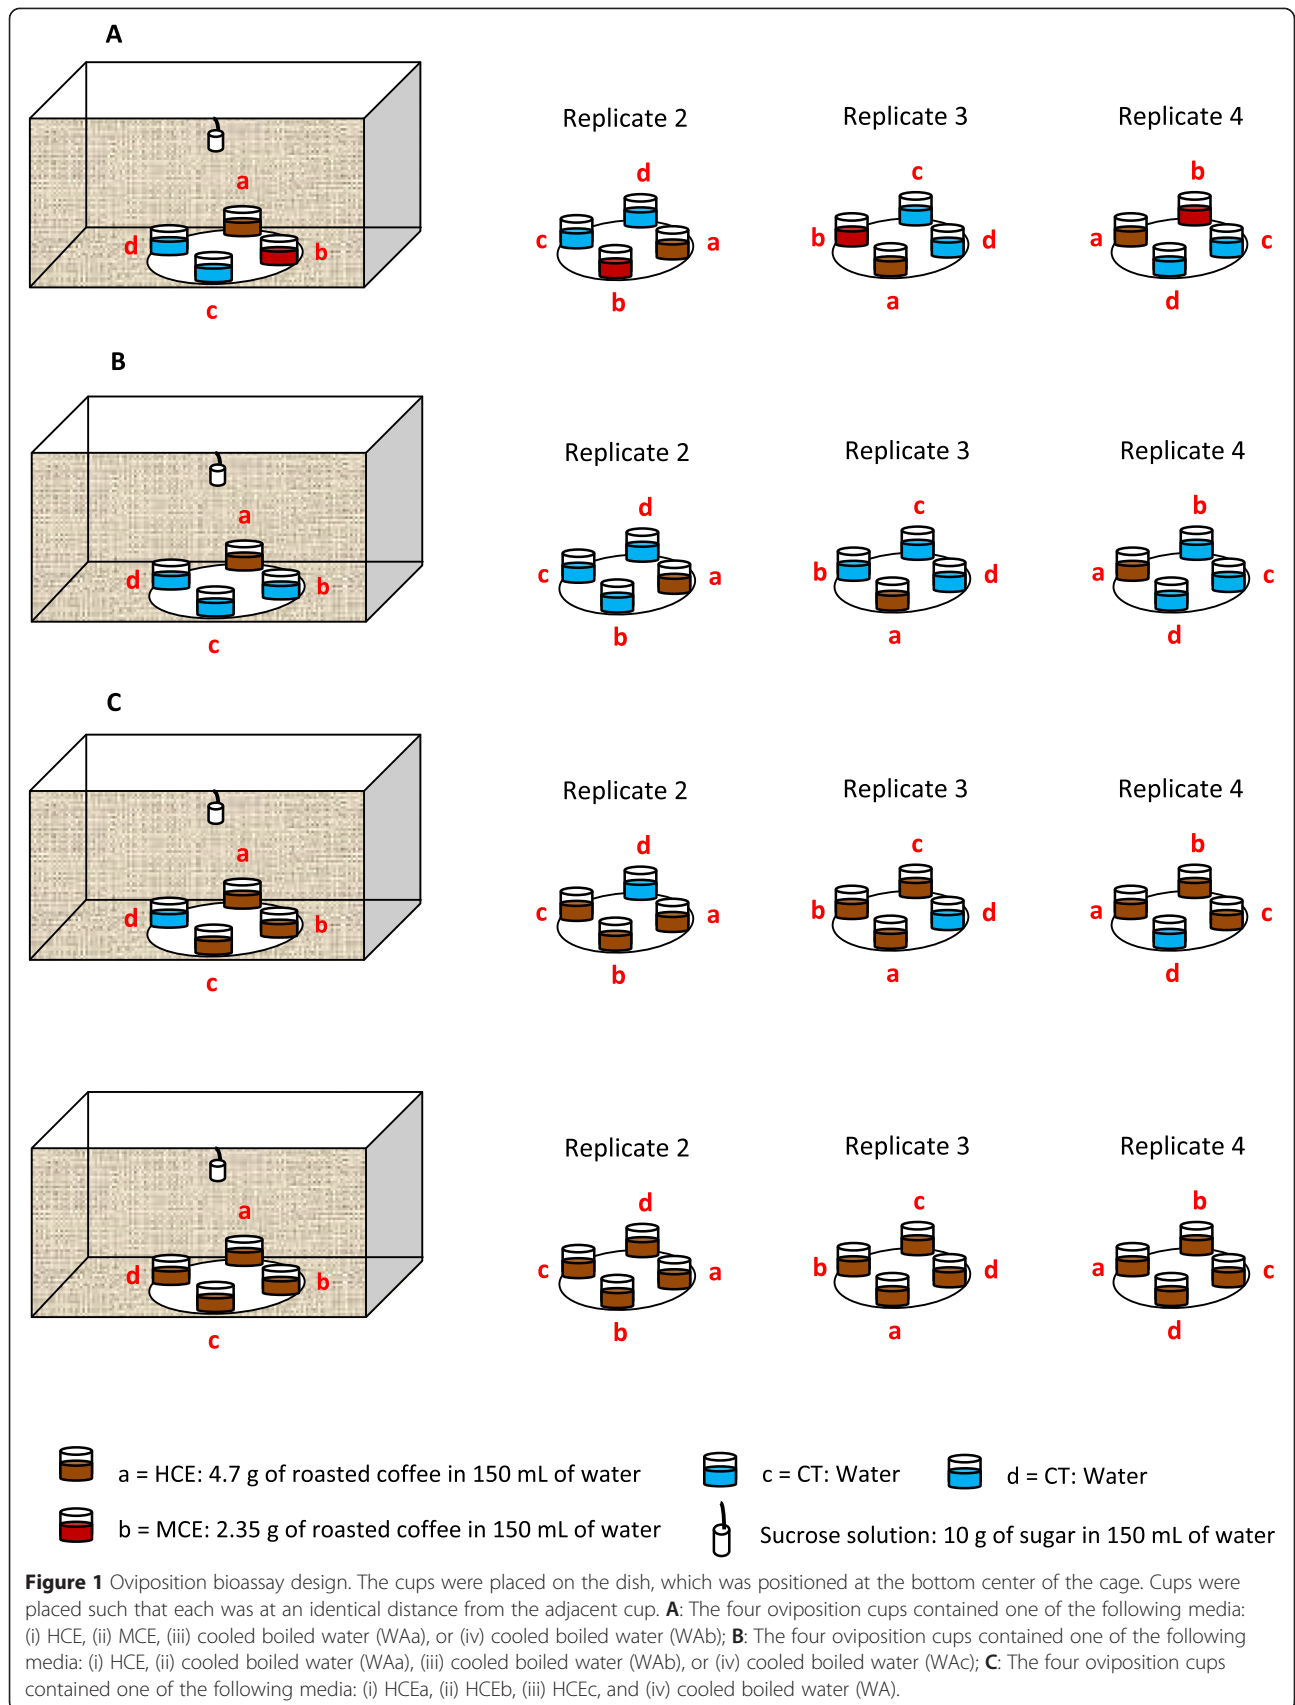 A
Replicate 2 Replicate 3 Replicate 4
a
d
b
c
d
c
a
b
c
b
d
a
b
a
c
d
B
Replicate 2 Replicate 3 Replicate 4
a
d
b
c
d
c
a
b
c
b
d
a
b
a
c
d
C
Replicate 2 Replicate 3 Replicate 4
a
d
b
c
d
c
a
b
c
b
d
a
b
a
c
d
Replicate 2 Replicate 3 Replicate 4
a
d
b
c
d
c
a
b
c
b
d
a
b
a
c
d
a = HCE: 4.7 g of roasted coffee in 150 mL of water
c = CT: Water
d = CT: Water
b = MCE: 2.35 g of roasted coffee in 150 mL of water
Sucrose solution: 10 g of sugar in 150 mL of water
Figure 1 Oviposition bioassay design. The cups were placed on the dish, which was positioned at the bottom center of the cage. Cups were
placed such that each was at an identical distance from the adjacent cup. A: The four oviposition cups contained one of the following media:
(i) HCE, (ii) MCE, (iii) cooled boiled water (WAa), or (iv) cooled boiled water (WAb); B: The four oviposition cups contained one of the following
media: (i) HCE, (ii) cooled boiled water (WAa), (iii) cooled boiled water (WAb), or (iv) cooled boiled water (WAc); C: The four oviposition cups
contained one of the following media: (i) HCEa, (ii) HCEb, (iii) HCEc, and (iv) cooled boiled water (WA).